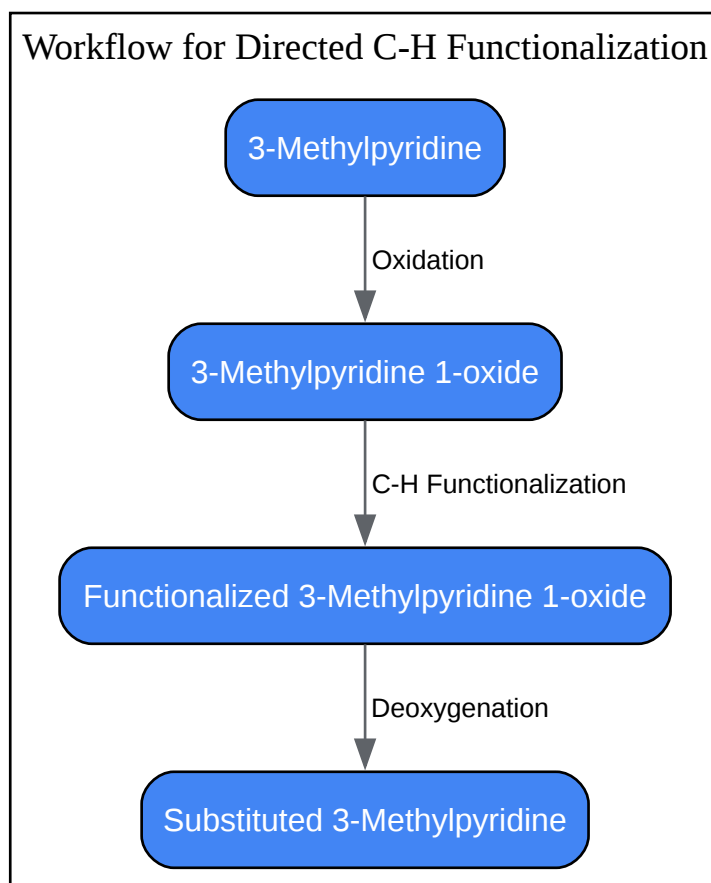 Workflow for Directed C-H Functionalization
3-Methylpyridine
Oxidation
3-Methylpyridine 1-oxide
C-H Functionalization
Functionalized 3-Methylpyridine 1-oxide
Deoxygenation
Substituted 3-Methylpyridine